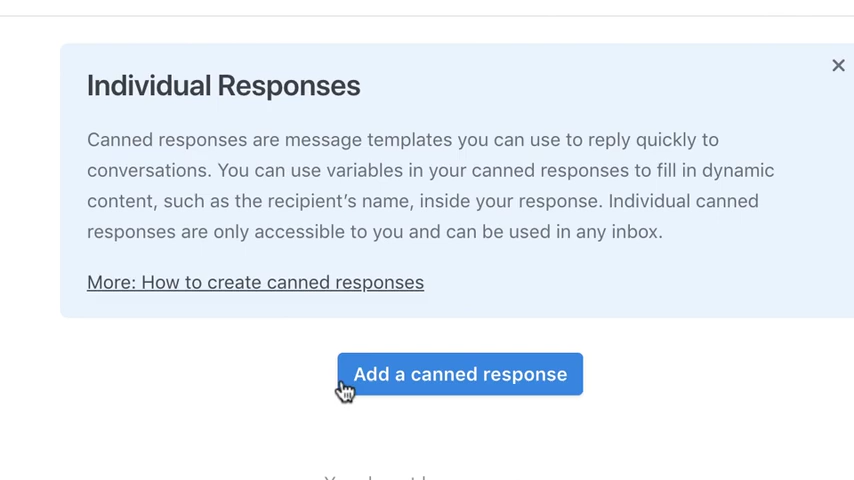 Individual Responses
Canned responses are message templates you can use to reply quickly to
conversations. You can use variables in your canned responses to fill in dynamic
content, such as the recipient’s name, inside your response. Individual canned
responses are only accessible to you and can be used in any inbox.
More: How to create canned responses
Add a canned response